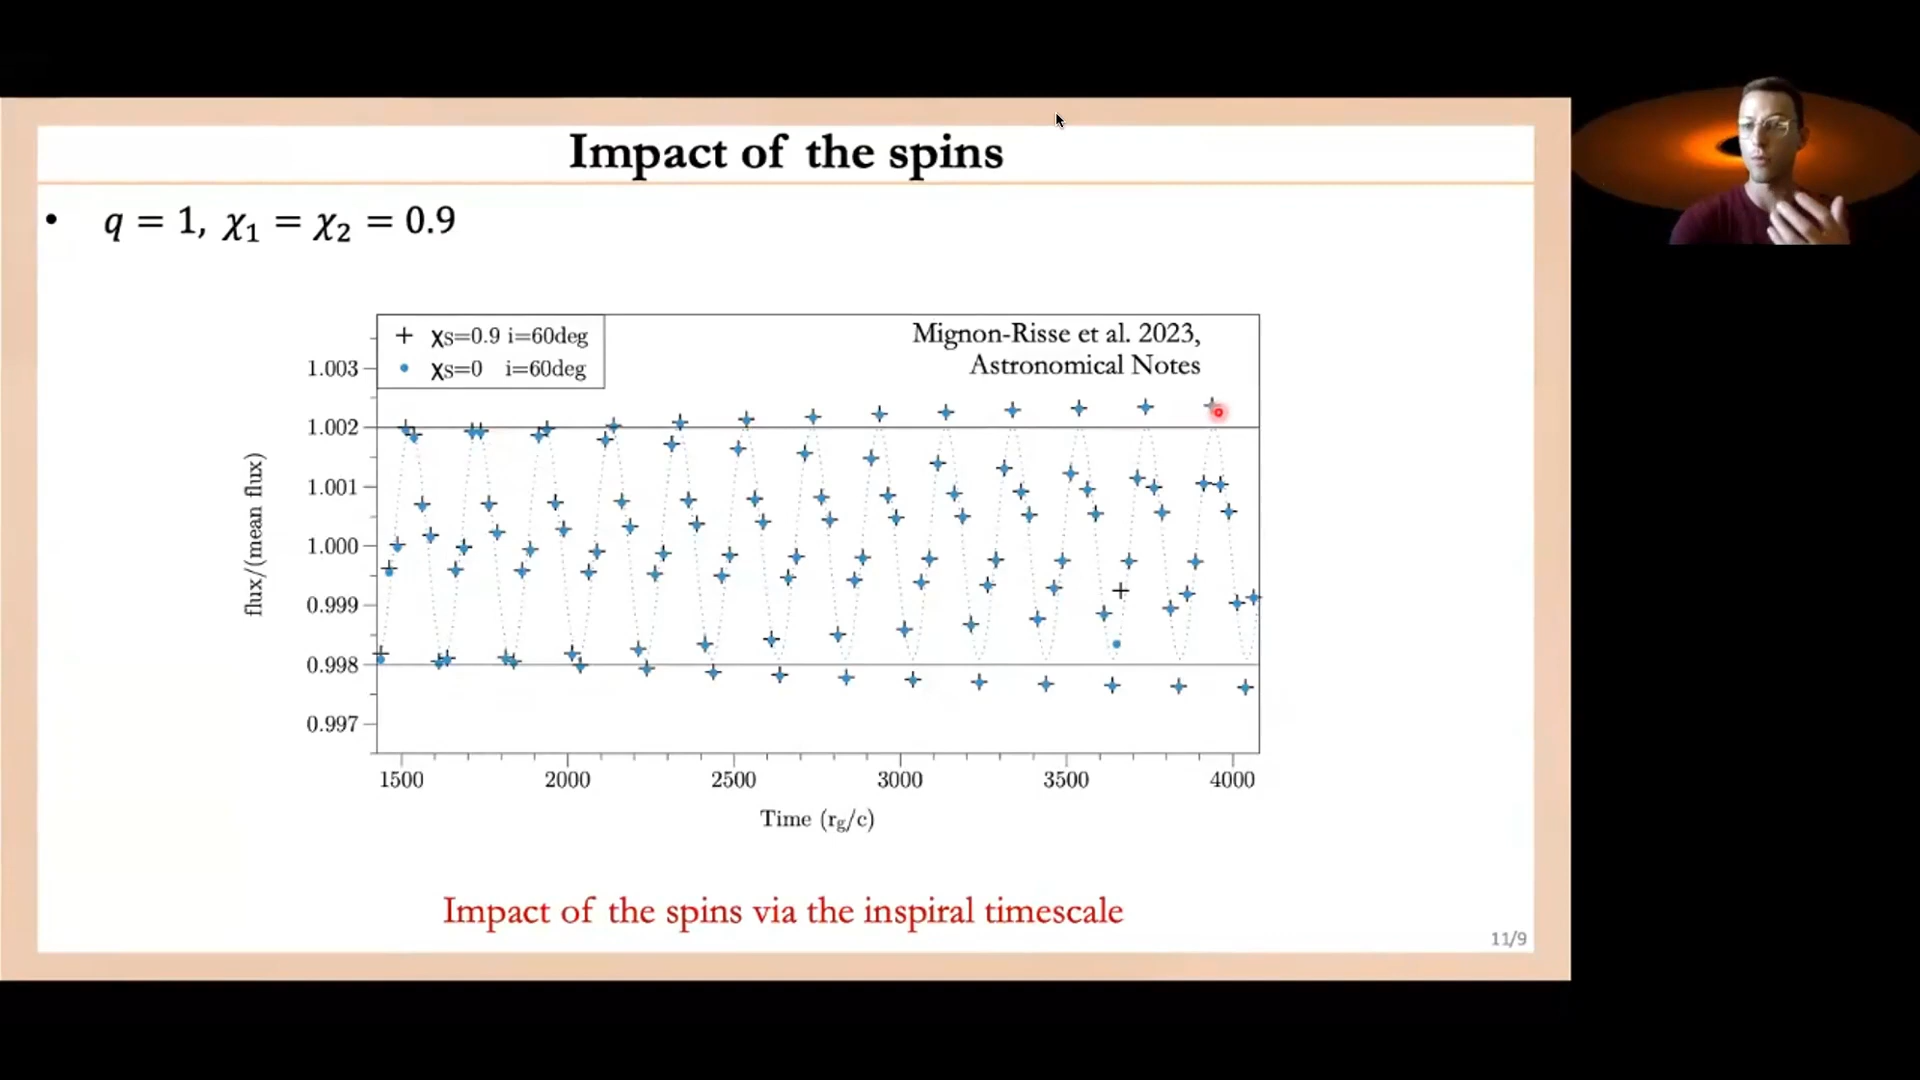 Impact of the spins
• q = 1, χ₁ = χ₂ = 0.9
+ χs=0.9 i=60deg
• χs=0 i=60deg
Mignon-Risse et al. 2023,
Astronomical Notes
1.003
1.002
1.001
1.000
0.999
0.998
0.997
flux/(mean flux)
1500 2000 2500 3000 3500 4000
Time (r_g/c)
Impact of the spins via the inspiral timescale
11/9